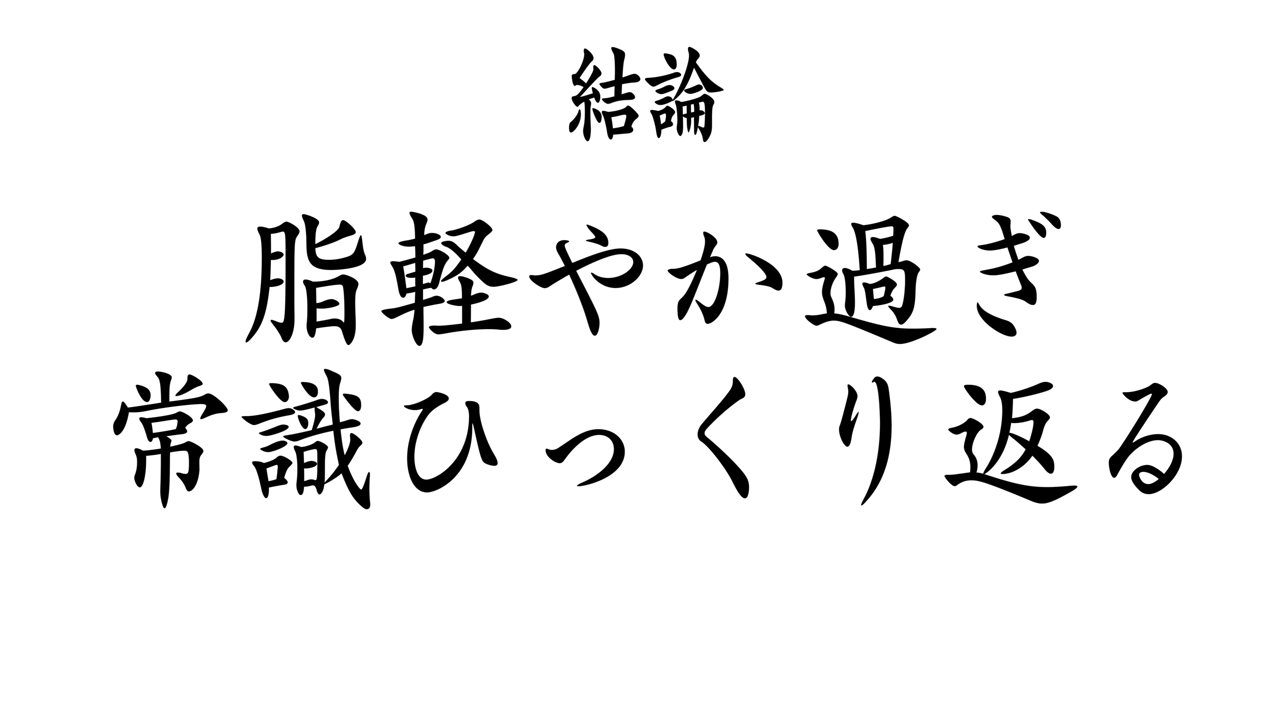 結論
脂軽やか過ぎ
常識ひっくり返る